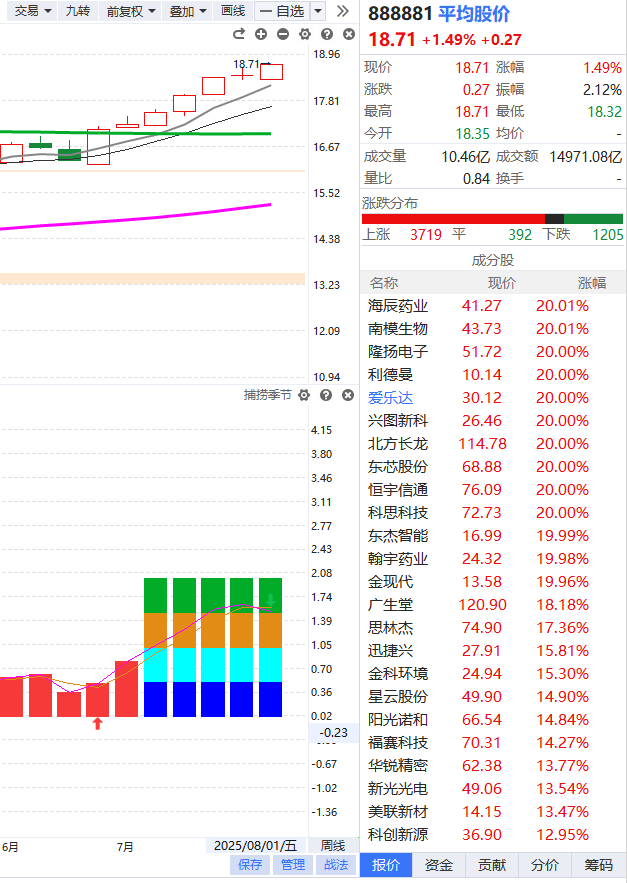 交易 九转 前复权 叠加 画线 一 自选
18.71
18.96
17.81
16.67
15.52
14.38
13.23
12.09
10.94
捕捞季节
4.15
3.80
3.46
3.11
2.77
2.43
2.08
1.74
1.39
1.05
0.70
0.36
0.02
-0.23
-0.67
-1.02
-1.36
6月 7月 2025/08/01/五 周线
保存 管理 战法
888881 平均股价
18.71 +1.49% +0.27
现价 18.71 涨幅 1.49%
涨跌 0.27 振幅 2.12%
最高 18.71 最低 18.32
今开 18.35 均价 -
成交量 10.46亿 成交额 14971.08亿
量比 0.84 换手 -
涨跌分布
上涨 3719 平 392 下跌 1205
成分股
名称 现价 涨幅
海辰药业 41.27 20.01%
南模生物 43.73 20.01%
隆扬电子 51.72 20.00%
利德曼 10.14 20.00%
爱乐达 30.12 20.00%
兴图新科 26.46 20.00%
北方长龙 114.78 20.00%
东芯股份 68.88 20.00%
恒宇信通 76.09 20.00%
科思科技 72.73 20.00%
东杰智能 16.99 19.99%
翰宇药业 24.32 19.98%
金现代 13.58 19.96%
广生堂 120.90 18.18%
思林杰 74.90 17.36%
迅捷兴 27.91 15.81%
金科环境 24.94 15.30%
星云股份 49.90 14.90%
阳光诺和 66.54 14.84%
福赛科技 70.31 14.27%
华锐精密 62.38 13.77%
新光光电 49.06 13.54%
美联新材 14.15 13.47%
科创新源 36.90 12.95%
报价 资金 贡献 分价 筹码